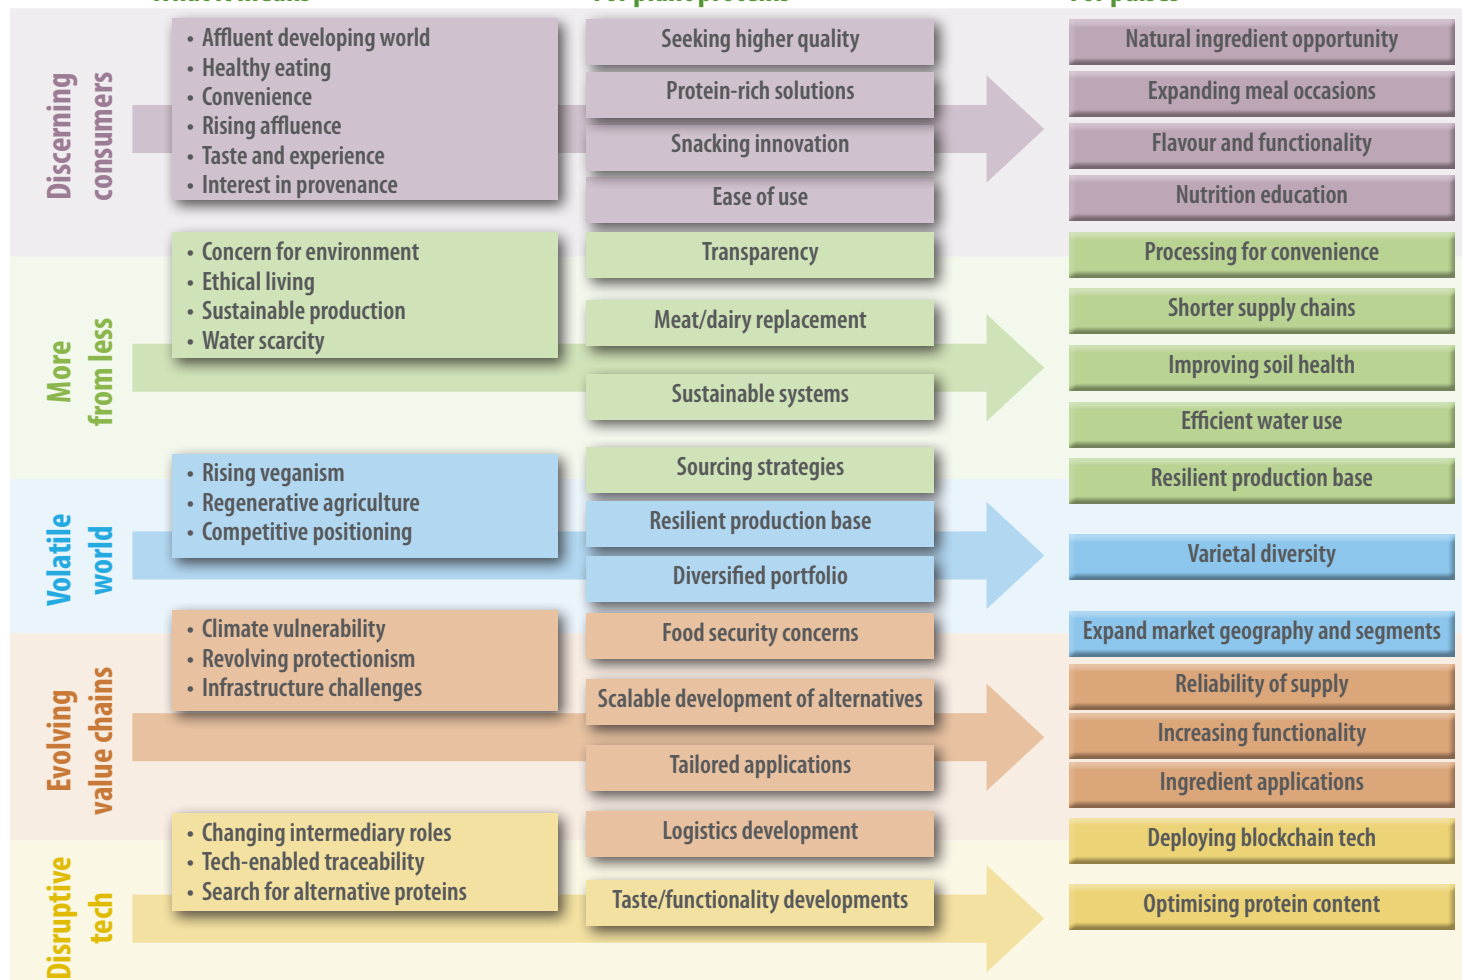 Discerning
consumers
• Affluent developing world
• Healthy eating
• Convenience
• Rising affluence
• Taste and experience
• Interest in provenance
Seeking higher quality
Protein-rich solutions
Snacking innovation
Ease of use
Natural ingredient opportunity
Expanding meal occasions
Flavour and functionality
Nutrition education
More
from less
• Concern for environment
• Ethical living
• Sustainable production
• Water scarcity
Transparency
Meat/dairy replacement
Sustainable systems
Sourcing strategies
Processing for convenience
Shorter supply chains
Improving soil health
Efficient water use
Resilient production base
Volatile
world
• Rising veganism
• Regenerative agriculture
• Competitive positioning
Resilient production base
Diversified portfolio
Varietal diversity
Expand market geography and segments
Evolving
value chains
• Climate vulnerability
• Revolving protectionism
• Infrastructure challenges
Food security concerns
Scalable development of alternatives
Tailored applications
Logistics development
Reliability of supply
Increasing functionality
Ingredient applications
Disruptive
tech
• Changing intermediary roles
• Tech-enabled traceability
• Search for alternative proteins
Taste/functionality developments
Deploying blockchain tech
Optimising protein content